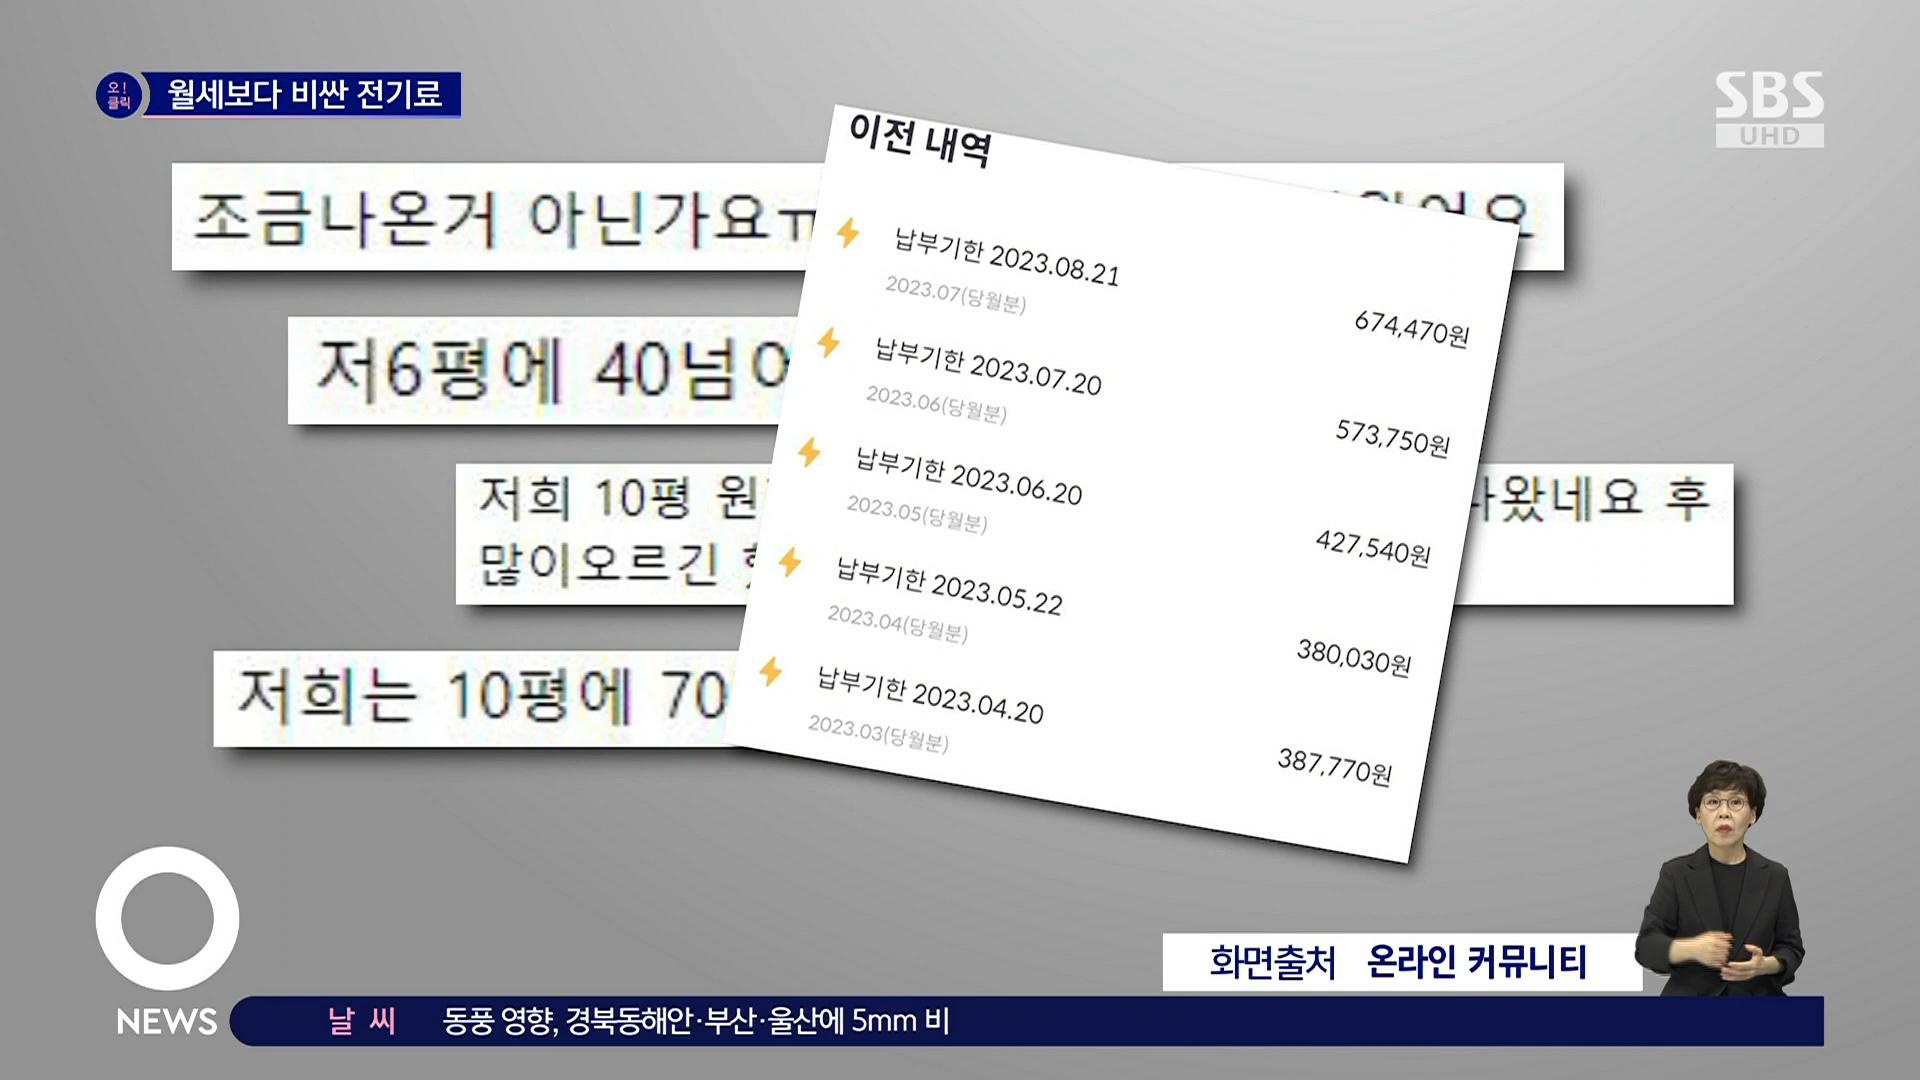 오!
클릭
월세보다 비싼 전기료
SBS
UHD
조금나온거 아닌가요ㅠ
저6평에 40넘어
저희 10평 원
나왔네요 후
많이오르긴
저희는 10평에 70
이전 내역
납부기한 2023.08.21
2023.07(당월분)
674,470원
납부기한 2023.07.20
2023.06(당월분)
573,750원
납부기한 2023.06.20
2023.05(당월분)
427,540원
납부기한 2023.05.22
2023.04(당월분)
380,030원
납부기한 2023.04.20
2023.03(당월분)
387,770원
화면출처 온라인 커뮤니티
NEWS
날 씨 동풍 영향, 경북동해안·부산·울산에 5mm 비